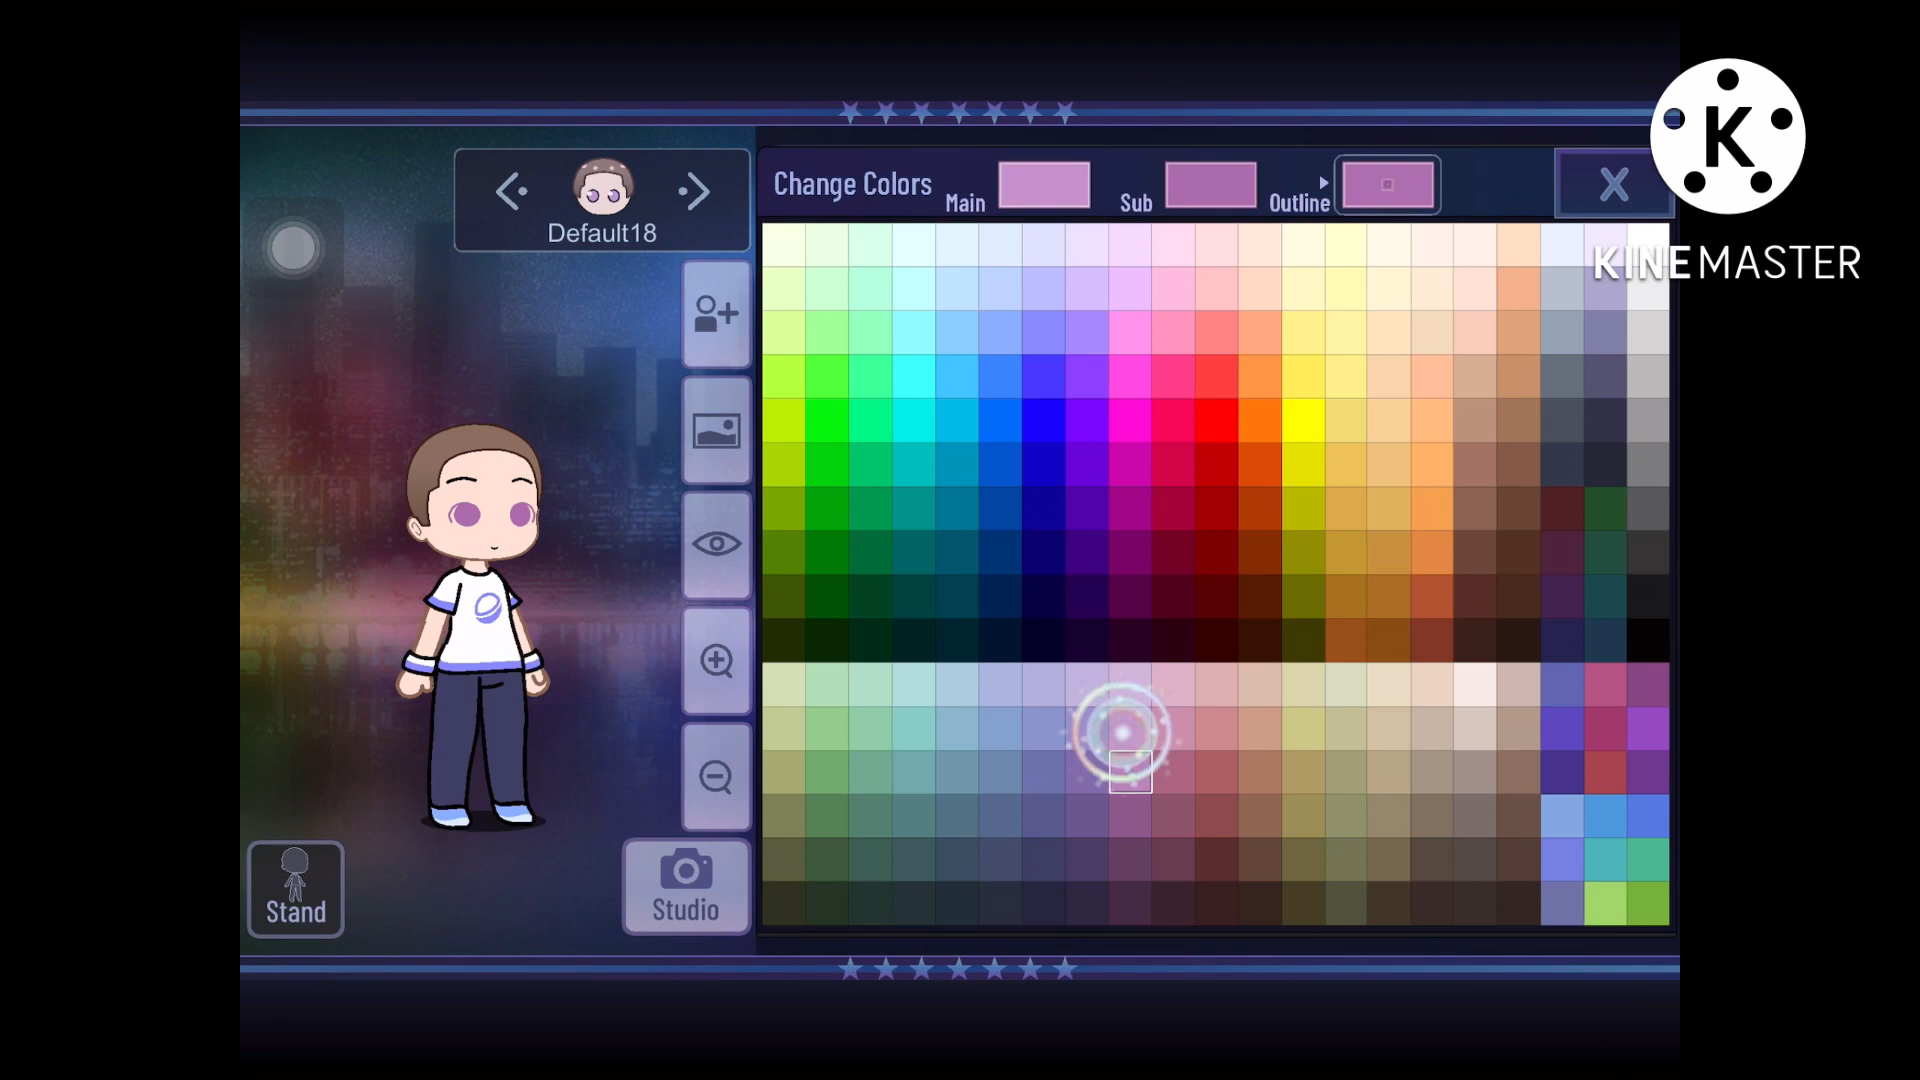 Change Colors
Main
Sub
Outline
X
K
KINEMASTER
Default18
Stand
Studio